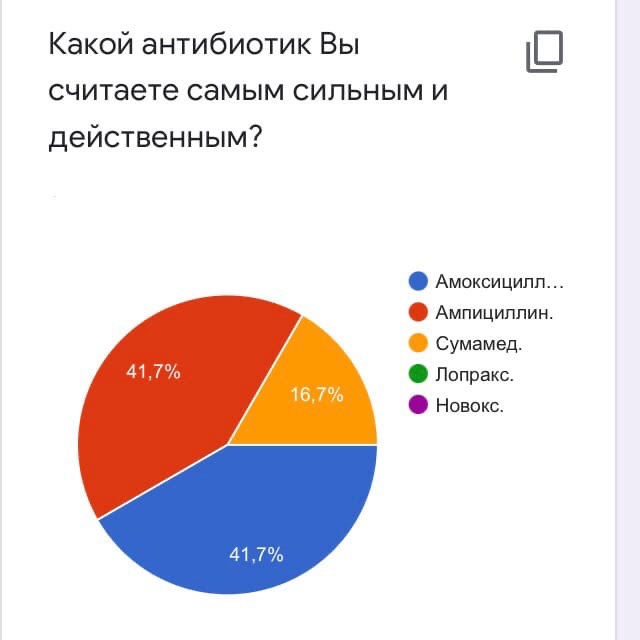 Какой антибиотик Вы
считаете самым сильным и
действенным?
Амоксицилл...
Ампициллин.
Сумамед.
Лопракс.
Новокс.
41,7%
16,7%
41,7%